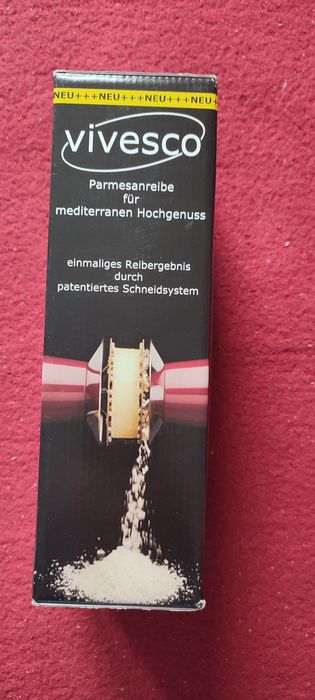 NEU+++NEU+++NEU+++NEU+
vivesco
Parmesanreibe
für
mediterranen Hochgenuss
einmaliges Reibergebnis
durch
patentiertes Schneidsystem